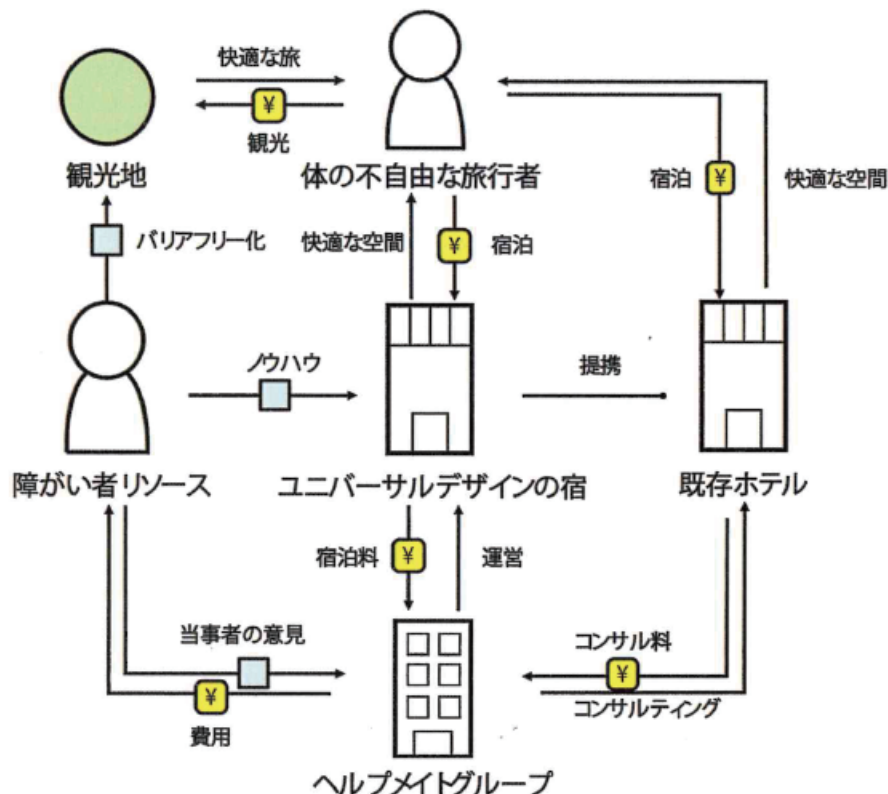 快適な旅
¥
観光
観光地
体の不自由な旅行者
宿泊
¥
快適な空間
バリアフリー化
快適な空間
¥
宿泊
ノウハウ
提携
障がい者リソース
ユニバーサルデザインの宿
既存ホテル
宿泊料
¥
運営
当事者の意見
¥
費用
コンサル料
¥
コンサルティング
ヘルプメイトグループ